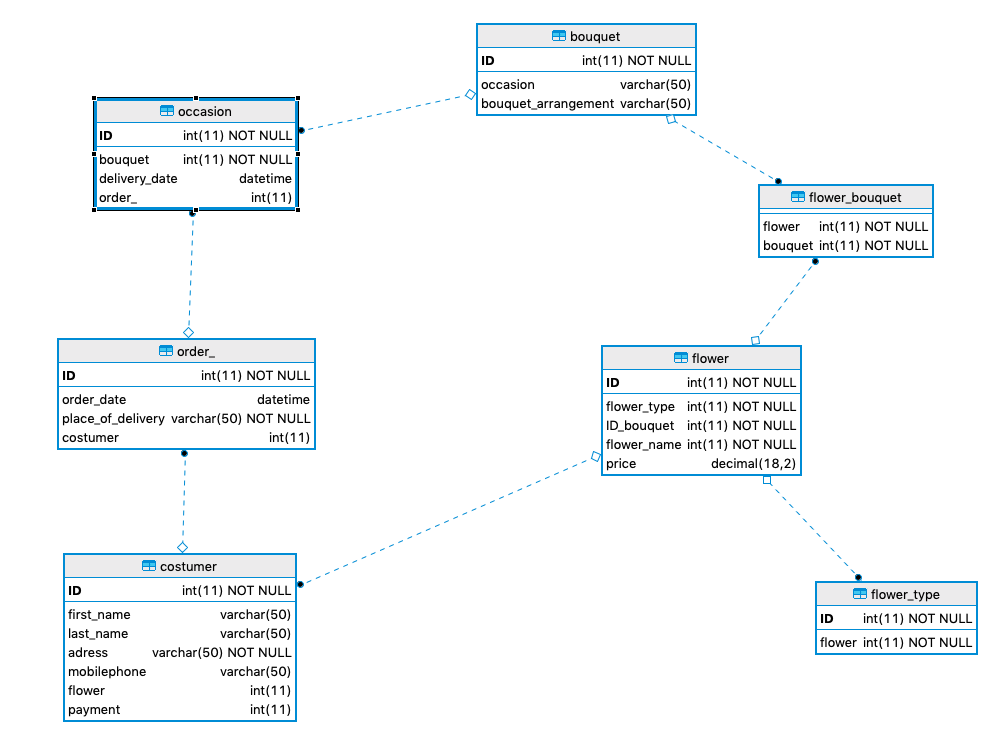 bouquet
ID int(11) NOT NULL
occasion varchar(50)
bouquet_arrangement varchar(50)
occasion
ID int(11) NOT NULL
bouquet int(11) NOT NULL
delivery_date datetime
order_ int(11)
flower_bouquet
flower int(11) NOT NULL
bouquet int(11) NOT NULL
order_
ID int(11) NOT NULL
order_date datetime
place_of_delivery varchar(50) NOT NULL
costumer int(11)
flower
ID int(11) NOT NULL
flower_type int(11) NOT NULL
ID_bouquet int(11) NOT NULL
flower_name int(11) NOT NULL
price decimal(18,2)
costumer
ID int(11) NOT NULL
first_name varchar(50)
last_name varchar(50)
adress varchar(50) NOT NULL
mobilephone varchar(50)
flower int(11)
payment int(11)
flower_type
ID int(11) NOT NULL
flower int(11) NOT NULL